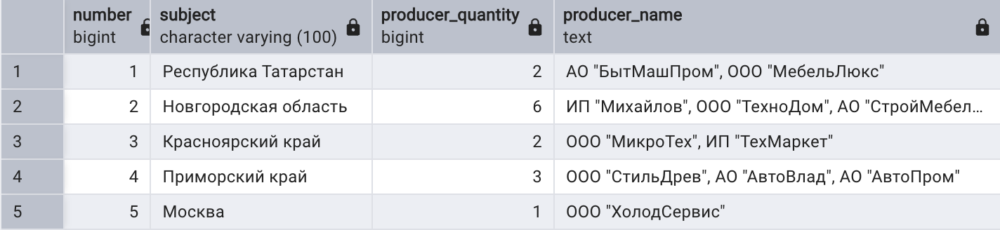 number subject producer_quantity producer_name
bigint character varying (100) bigint text
1 1 Республика Татарстан 2 АО "БытМашПром", ООО "МебельЛюкс"
2 2 Новгородская область 6 ИП "Михайлов", ООО "ТехноДом", АО "СтройМебел...
3 3 Красноярский край 2 ООО "МикроТех", ИП "ТехМаркет"
4 4 Приморский край 3 ООО "СтильДрев", АО "АвтоВлад", АО "АвтоПром"
5 5 Москва 1 ООО "ХолодСервис"